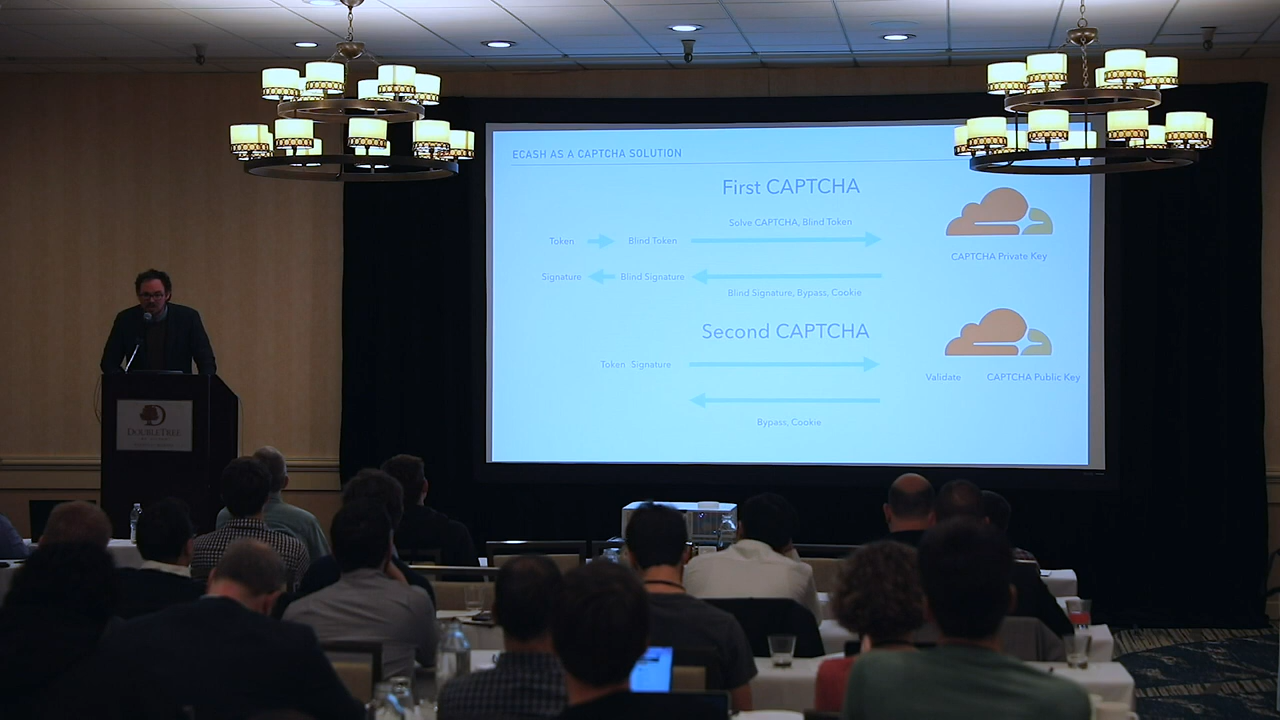 ECASH AS A CAPTCHA SOLUTION
First CAPTCHA
Solve CAPTCHA, Blind Token
Token Blind Token
CAPTCHA Private Key
Signature Blind Signature
Blind Signature, Bypass, Cookie
Second CAPTCHA
Token Signature
Validate CAPTCHA Public Key
Bypass, Cookie
DOUBLETREE